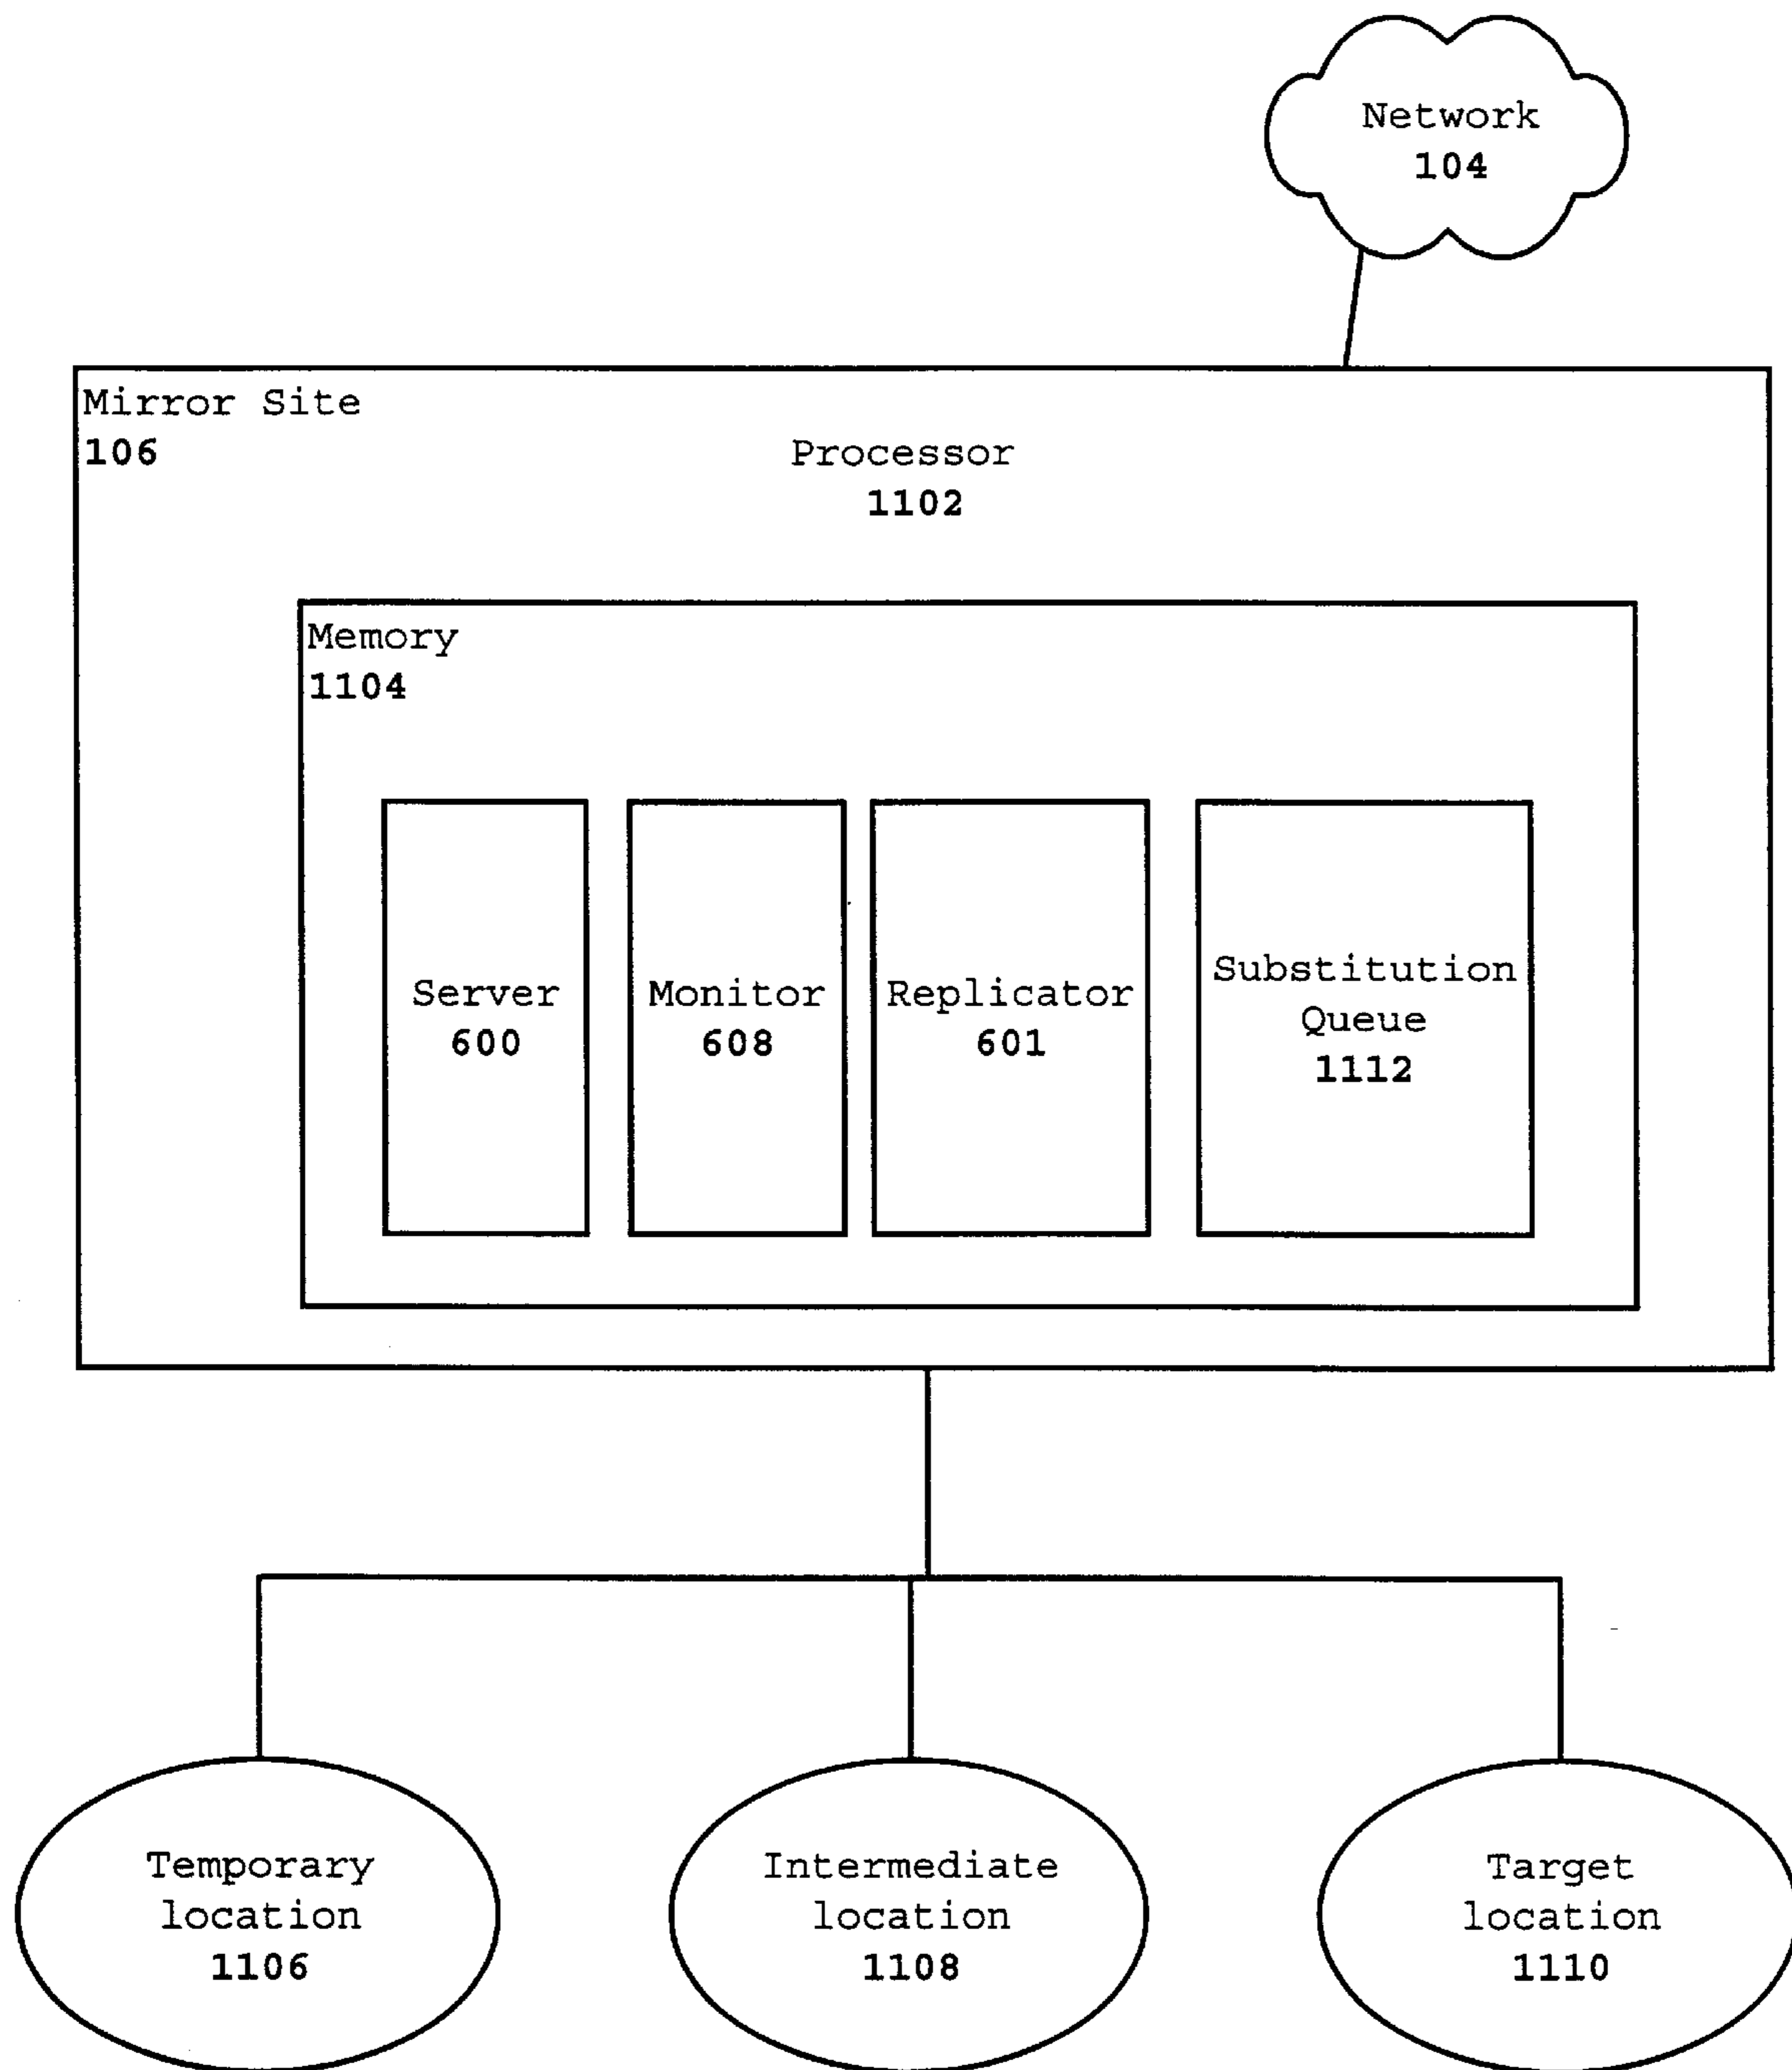 Network
104
Mirror Site
106
Processor
1102
Memory
1104
Server
600
Monitor
608
Replicator
601
Substitution
Queue
1112
Temporary
location
1106
Intermediate
location
1108
Target
location
1110